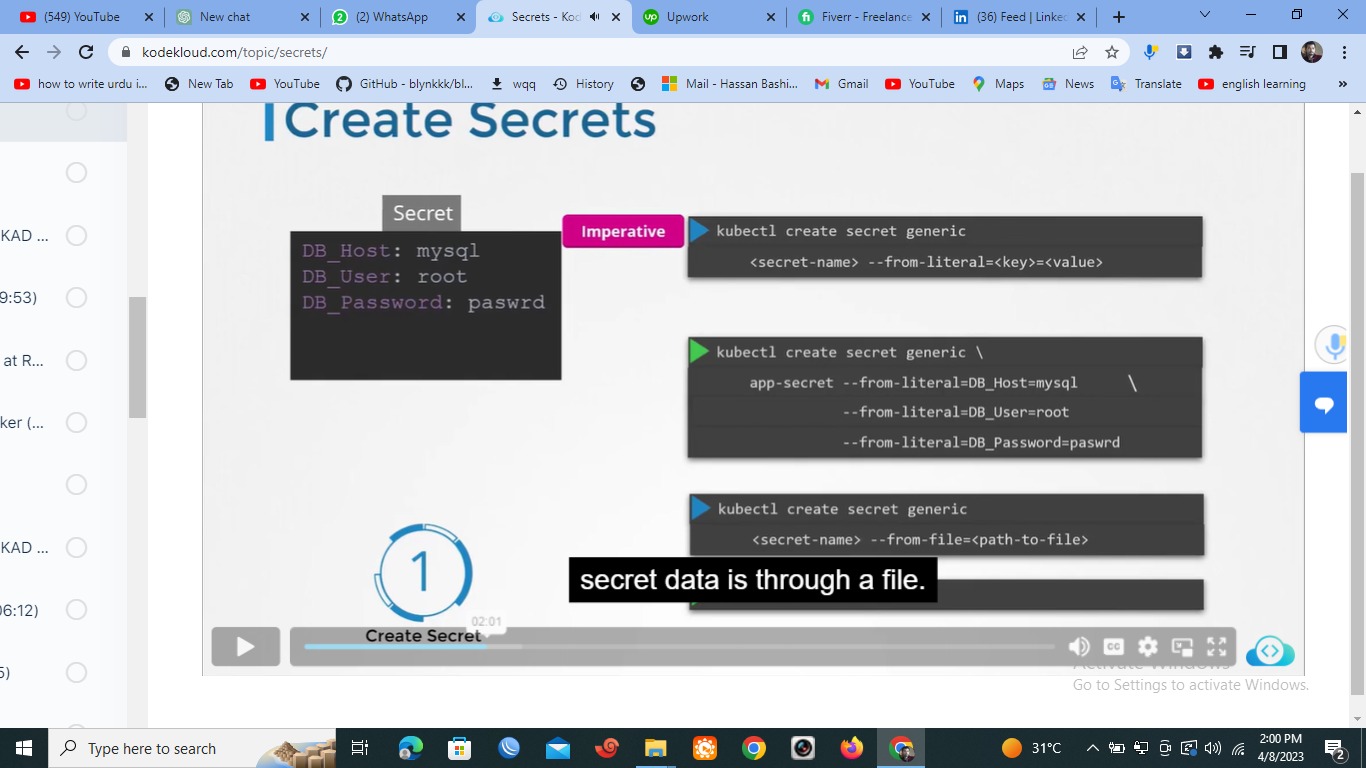 (549) YouTube
New chat
(2) WhatsApp
Secrets - Kod
Upwork
Fiverr - Freelance
(36) Feed | Linke
kodekloud.com/topic/secrets/
how to write urdu i...
New Tab
YouTube
GitHub - blynkkk/bl...
wqq
History
Mail - Hassan Bashi...
Gmail
YouTube
Maps
News
Translate
english learning
»
Create Secrets
Secret
DB_Host: mysql
DB_User: root
DB_Password: paswrd
Imperative
kubectl create secret generic
<secret-name> --from-literal=<key>=<value>
kubectl create secret generic \
app-secret --from-literal=DB_Host=mysql \
--from-literal=DB_User=root
--from-literal=DB_Password=paswrd
kubectl create secret generic
<secret-name> --from-file=<path-to-file>
secret data is through a file.
1
02:01
Create Secret
CC
KAD ...
9:53)
at R...
ker (...
KAD ...
06:12)
5)
Activate Windows
Go to Settings to activate Windows.
Type here to search
31°C
2:00 PM
4/8/2023
2